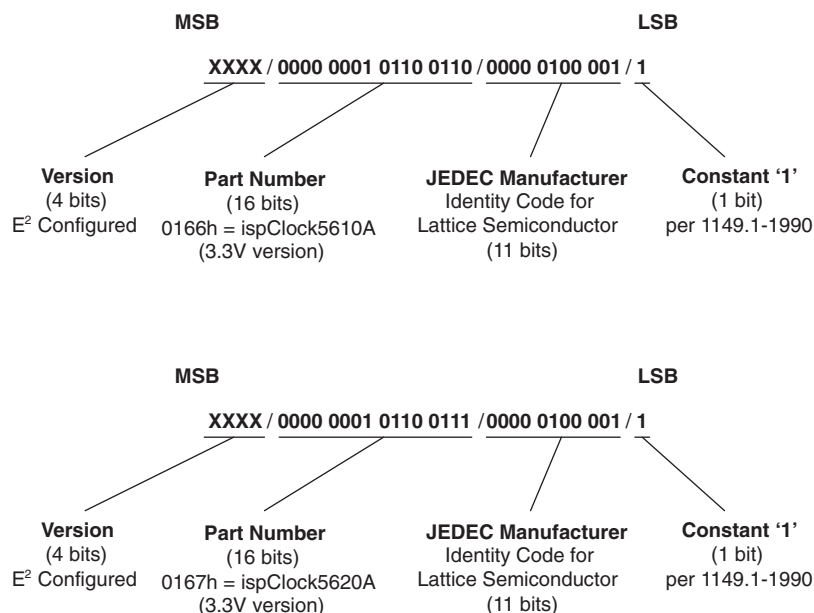 MSB LSB
XXXX / 0000 0001 0110 0110 / 0000 0100 001 / 1
Version Part Number JEDEC Manufacturer Constant ‘1’
(4 bits) (16 bits) Identity Code for (1 bit)
E² Configured 0166h = ispClock5610A Lattice Semiconductor per 1149.1-1990
(3.3V version) (11 bits)
MSB LSB
XXXX / 0000 0001 0110 0111 / 0000 0100 001 / 1
Version Part Number JEDEC Manufacturer Constant ‘1’
(4 bits) (16 bits) Identity Code for (1 bit)
E² Configured 0167h = ispClock5620A Lattice Semiconductor per 1149.1-1990
(3.3V version) (11 bits)